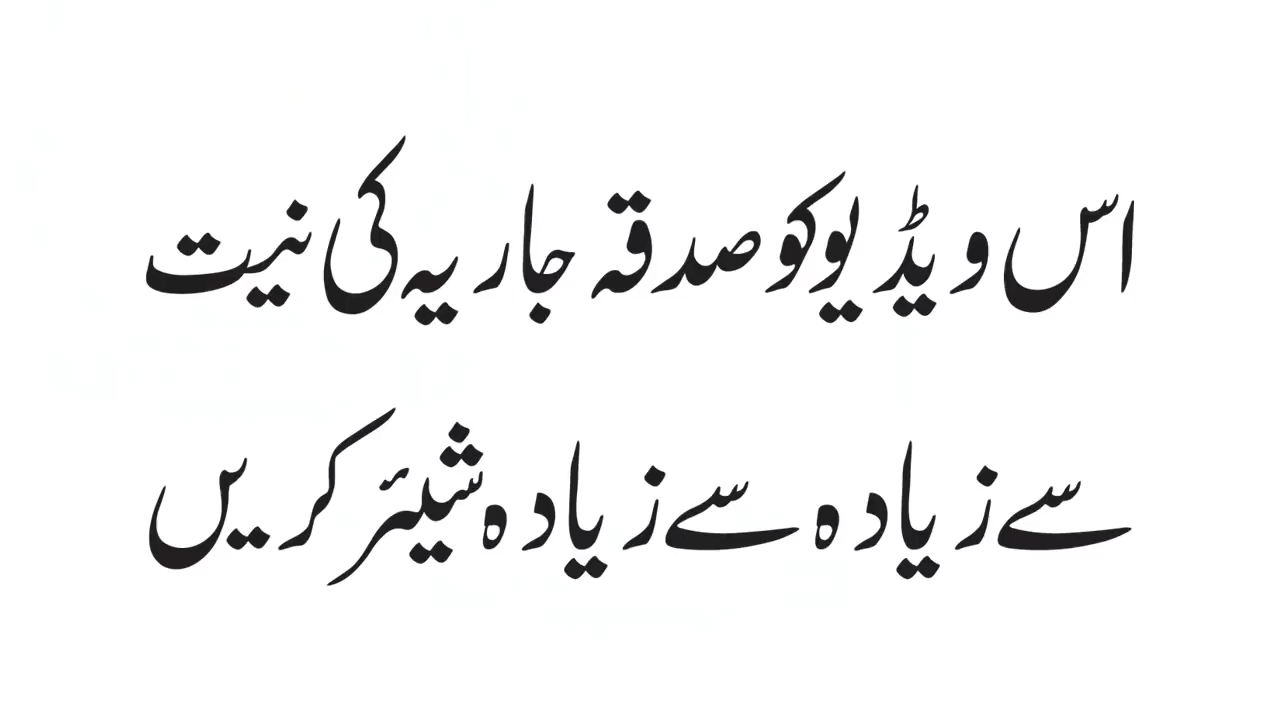 اس ویڈیو کو صدقہ جاریہ کی نیت
سے زیادہ سے زیادہ شیئر کریں